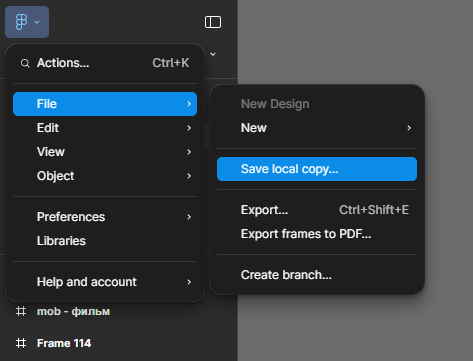 Actions... Ctrl+K
File
Edit
View
Object
Preferences
Libraries
Help and account
New Design
New
Save local copy...
Export... Ctrl+Shift+E
Export frames to PDF...
Create branch...
mob - фильм
Frame 114